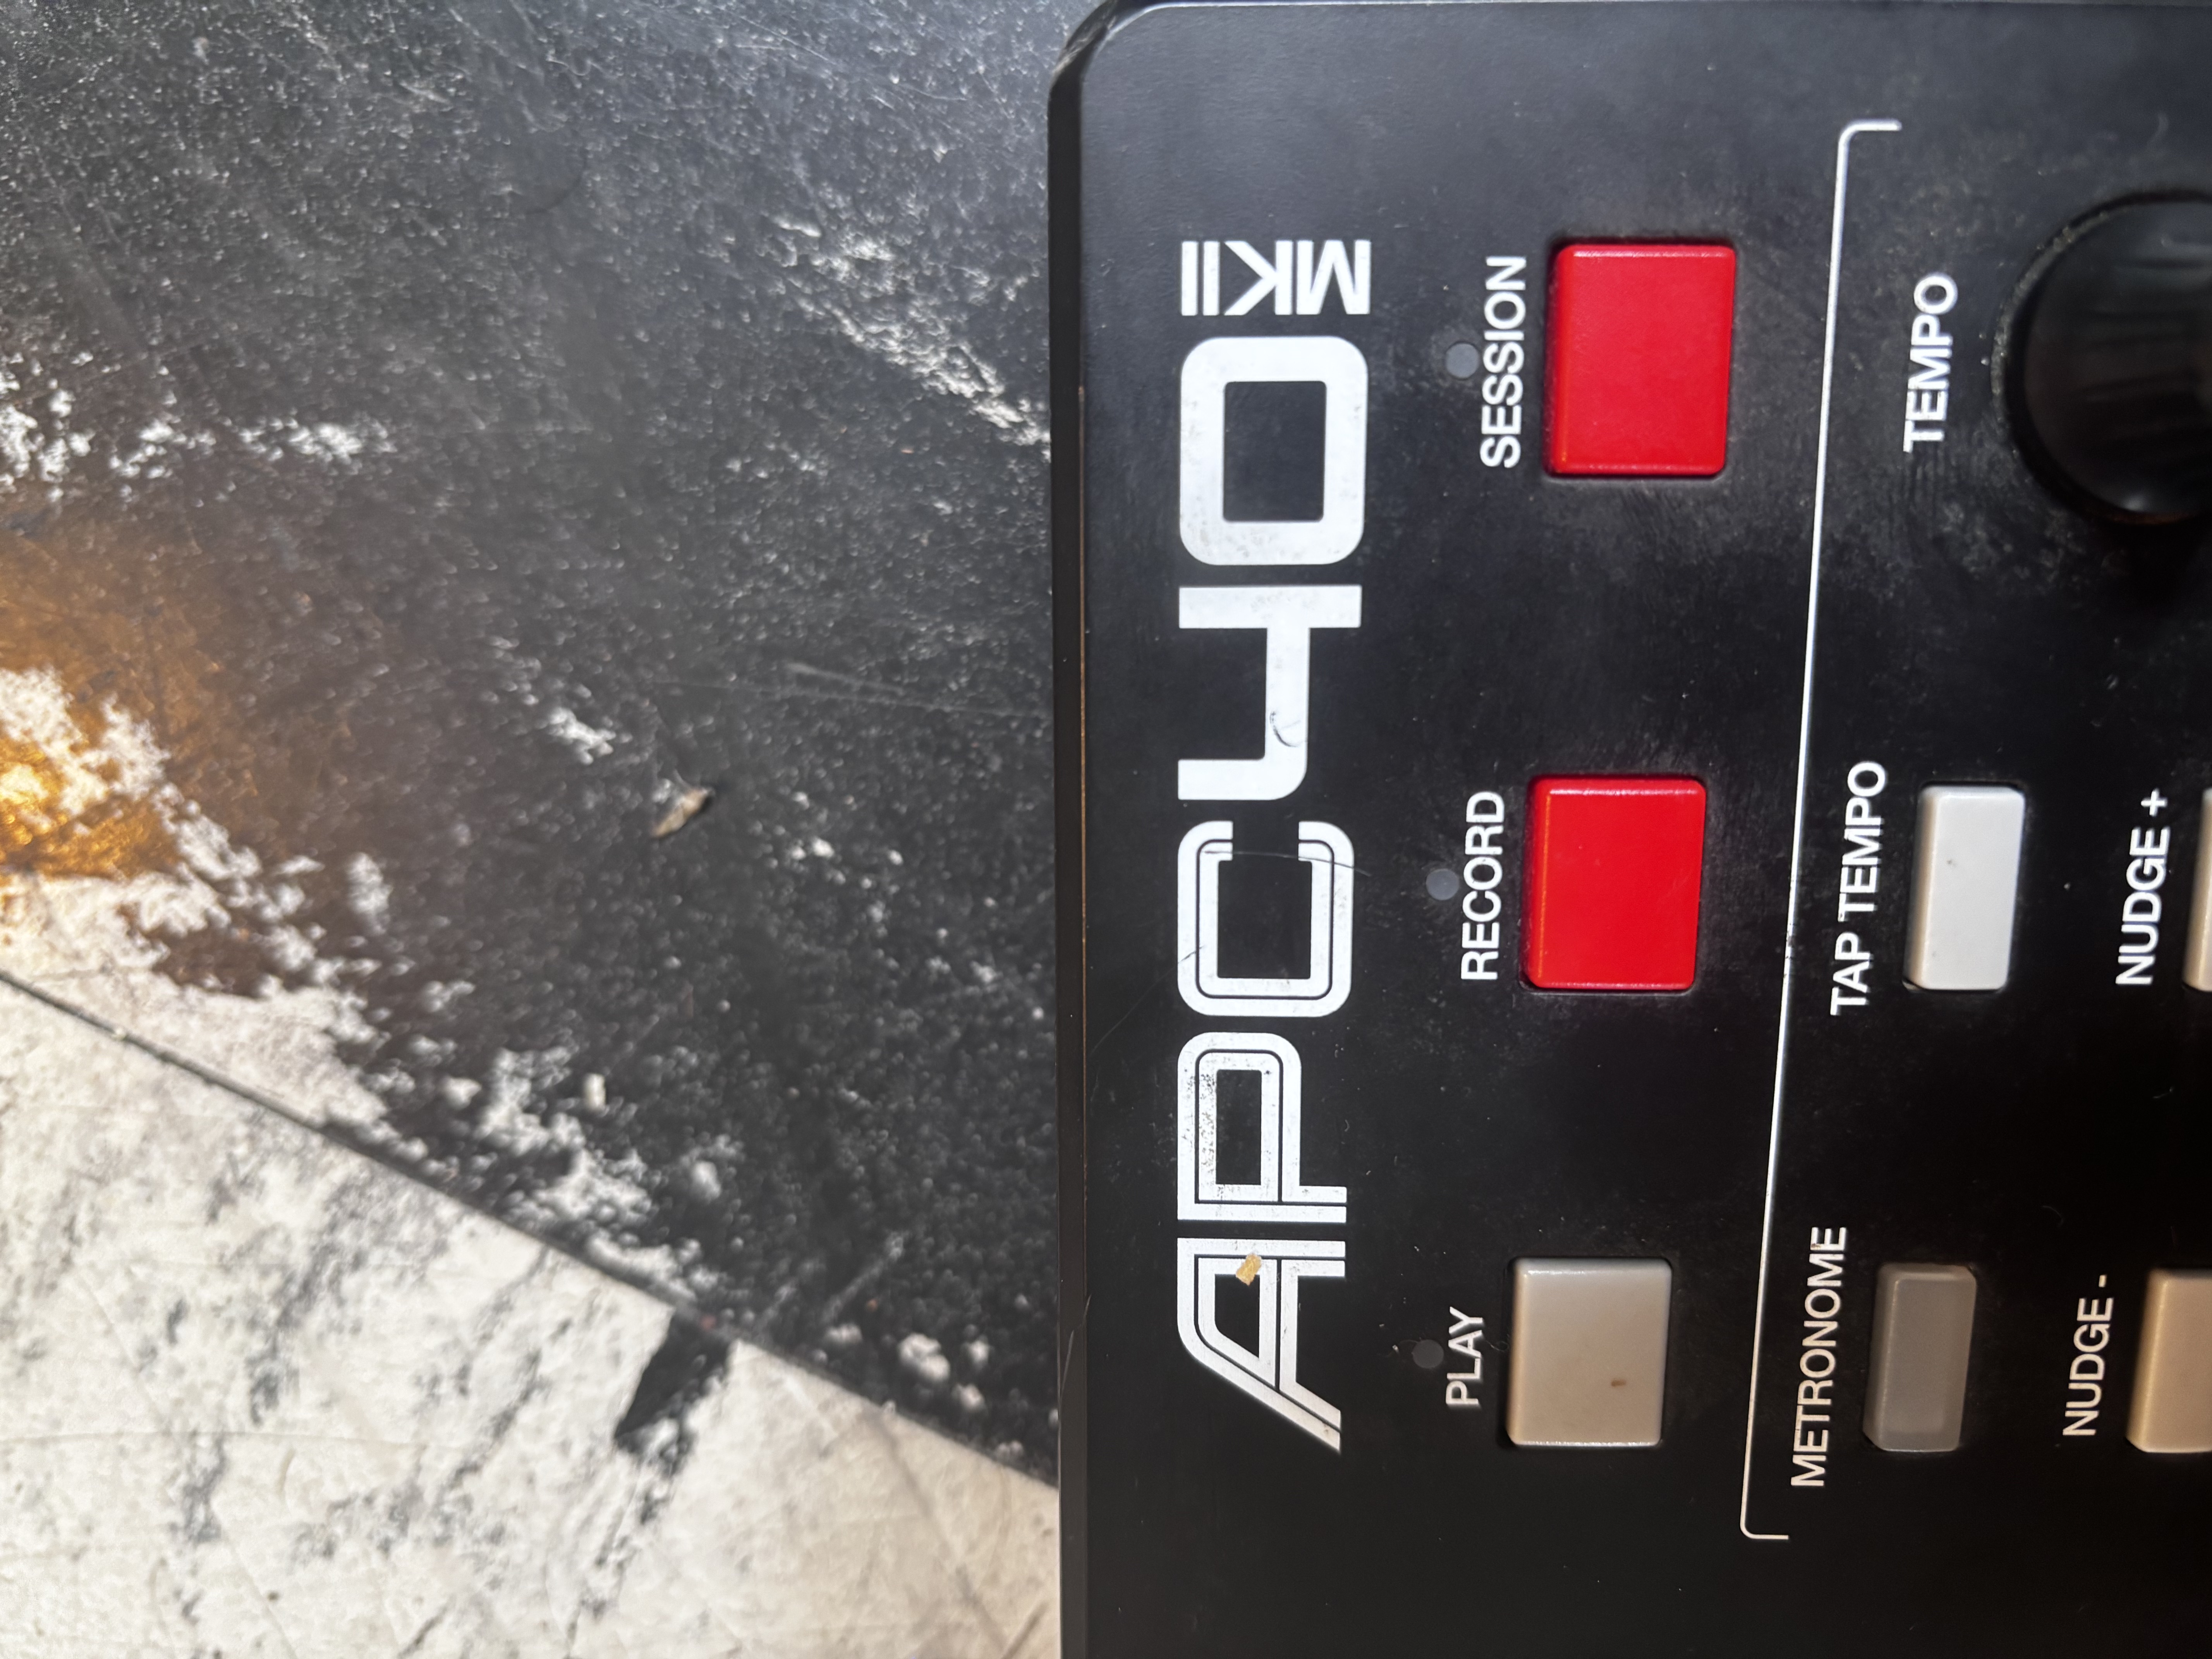 APC40 MKII
PLAY RECORD SESSION
METRONOME TAP TEMPO TEMPO
NUDGE - NUDGE +